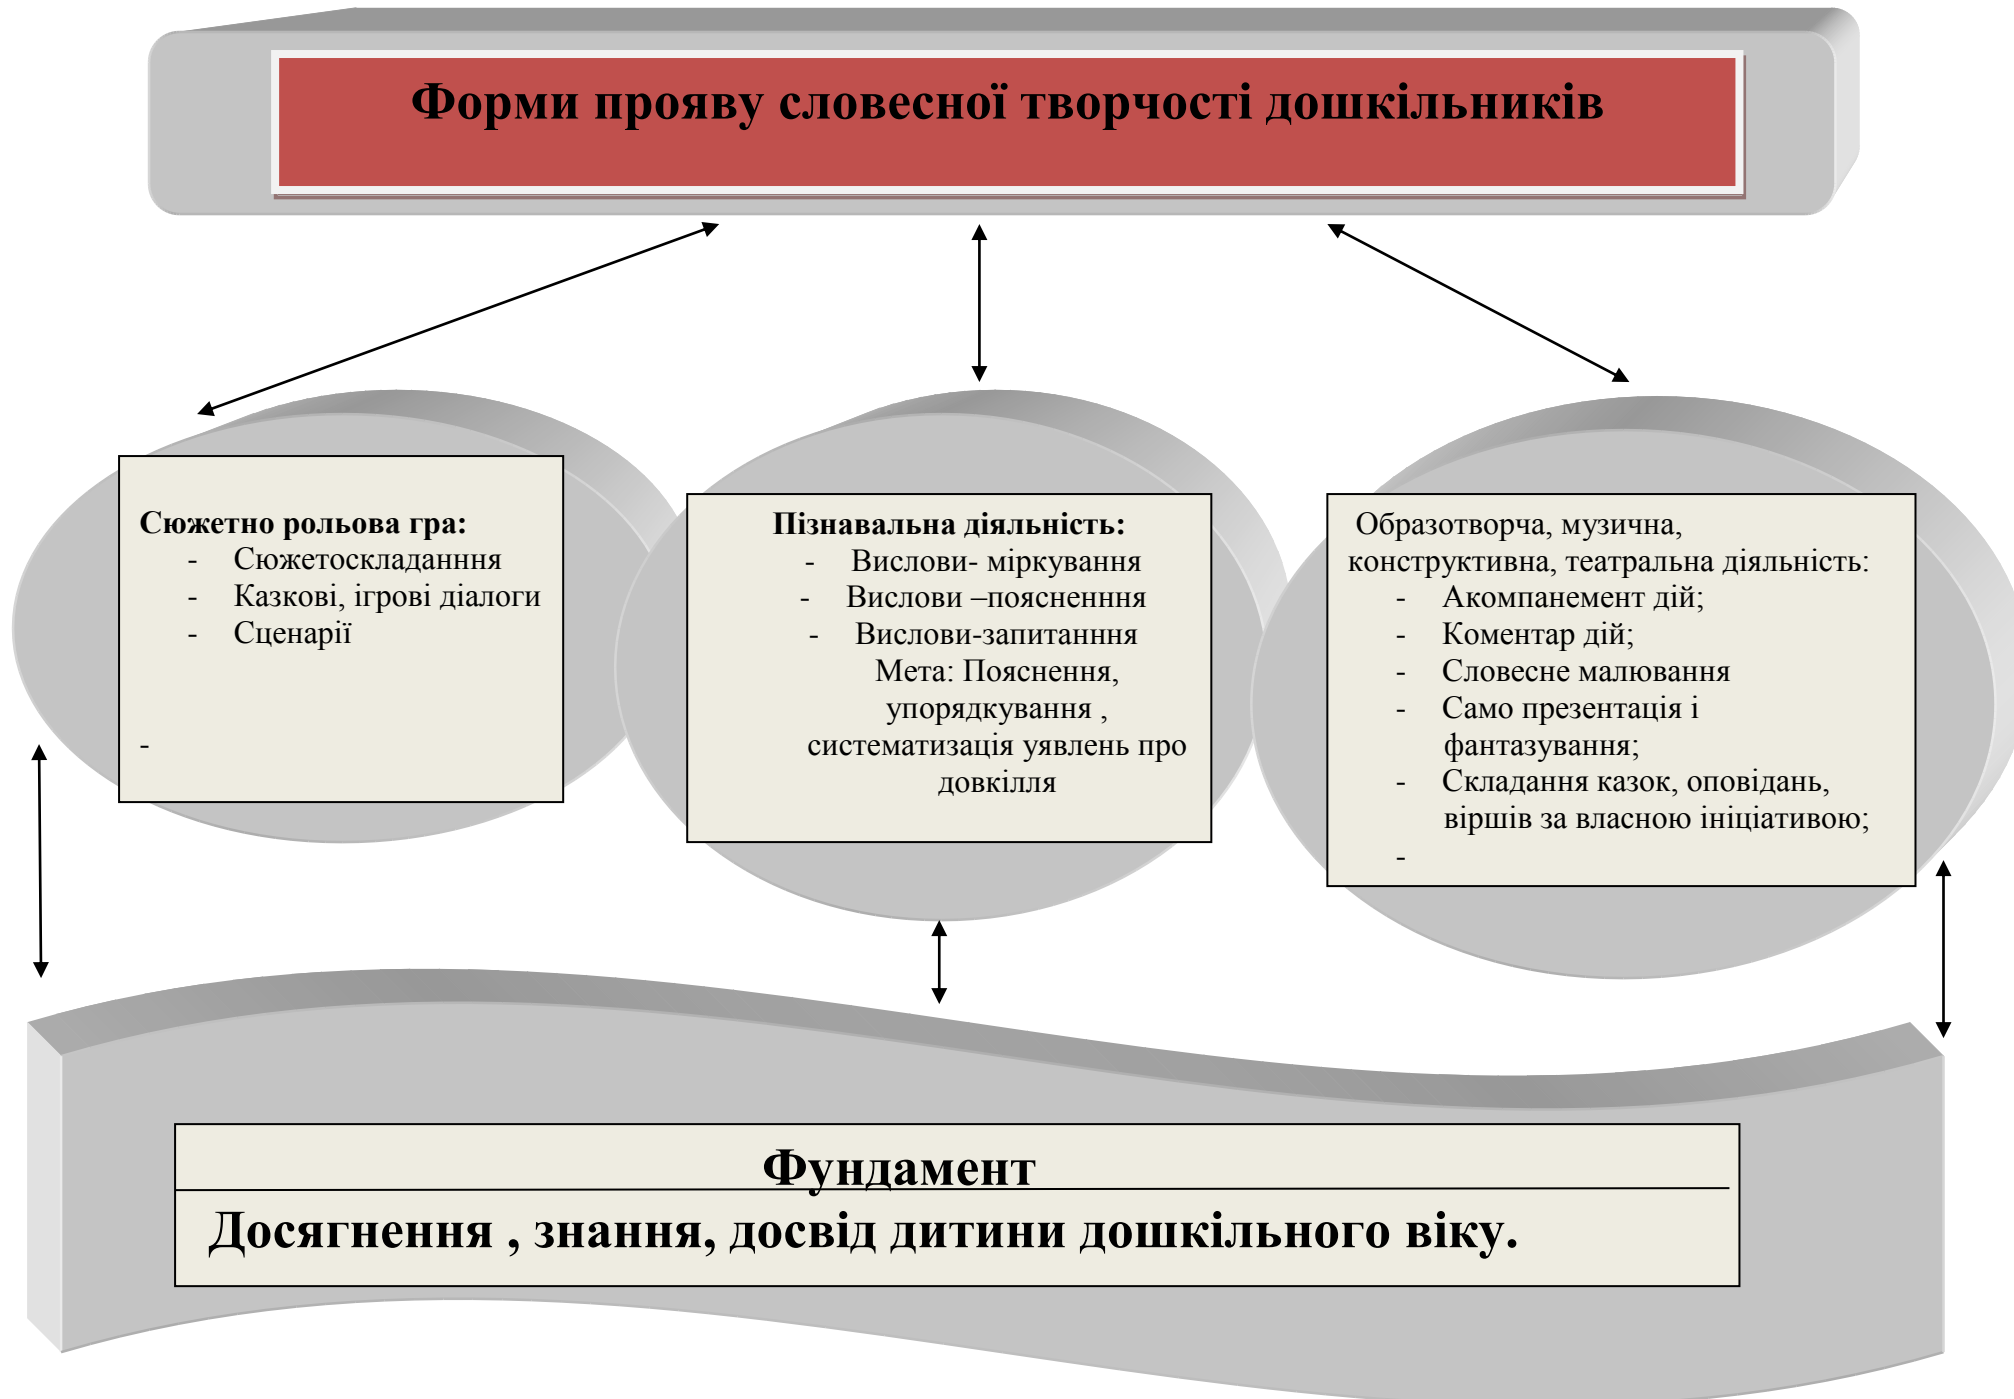 Форми прояву словесної творчості дошкільників
Сюжетно рольова гра:
- Сюжетоскладанння
- Казкові, ігрові діалоги
- Сценарії
-
Пізнавальна діяльність:
- Вислови- міркування
- Вислови –поясненння
- Вислови-запитанння
Мета: Пояснення,
упорядкування ,
систематизація уявлень про
довкілля
Образотворча, музична,
конструктивна, театральна діяльність:
- Акомпанемент дій;
- Коментар дій;
- Словесне малювання
- Само презентація і
фантазування;
- Складання казок, оповідань,
віршів за власною ініціативою;
-
Фундамент
Досягнення , знання, досвід дитини дошкільного віку.